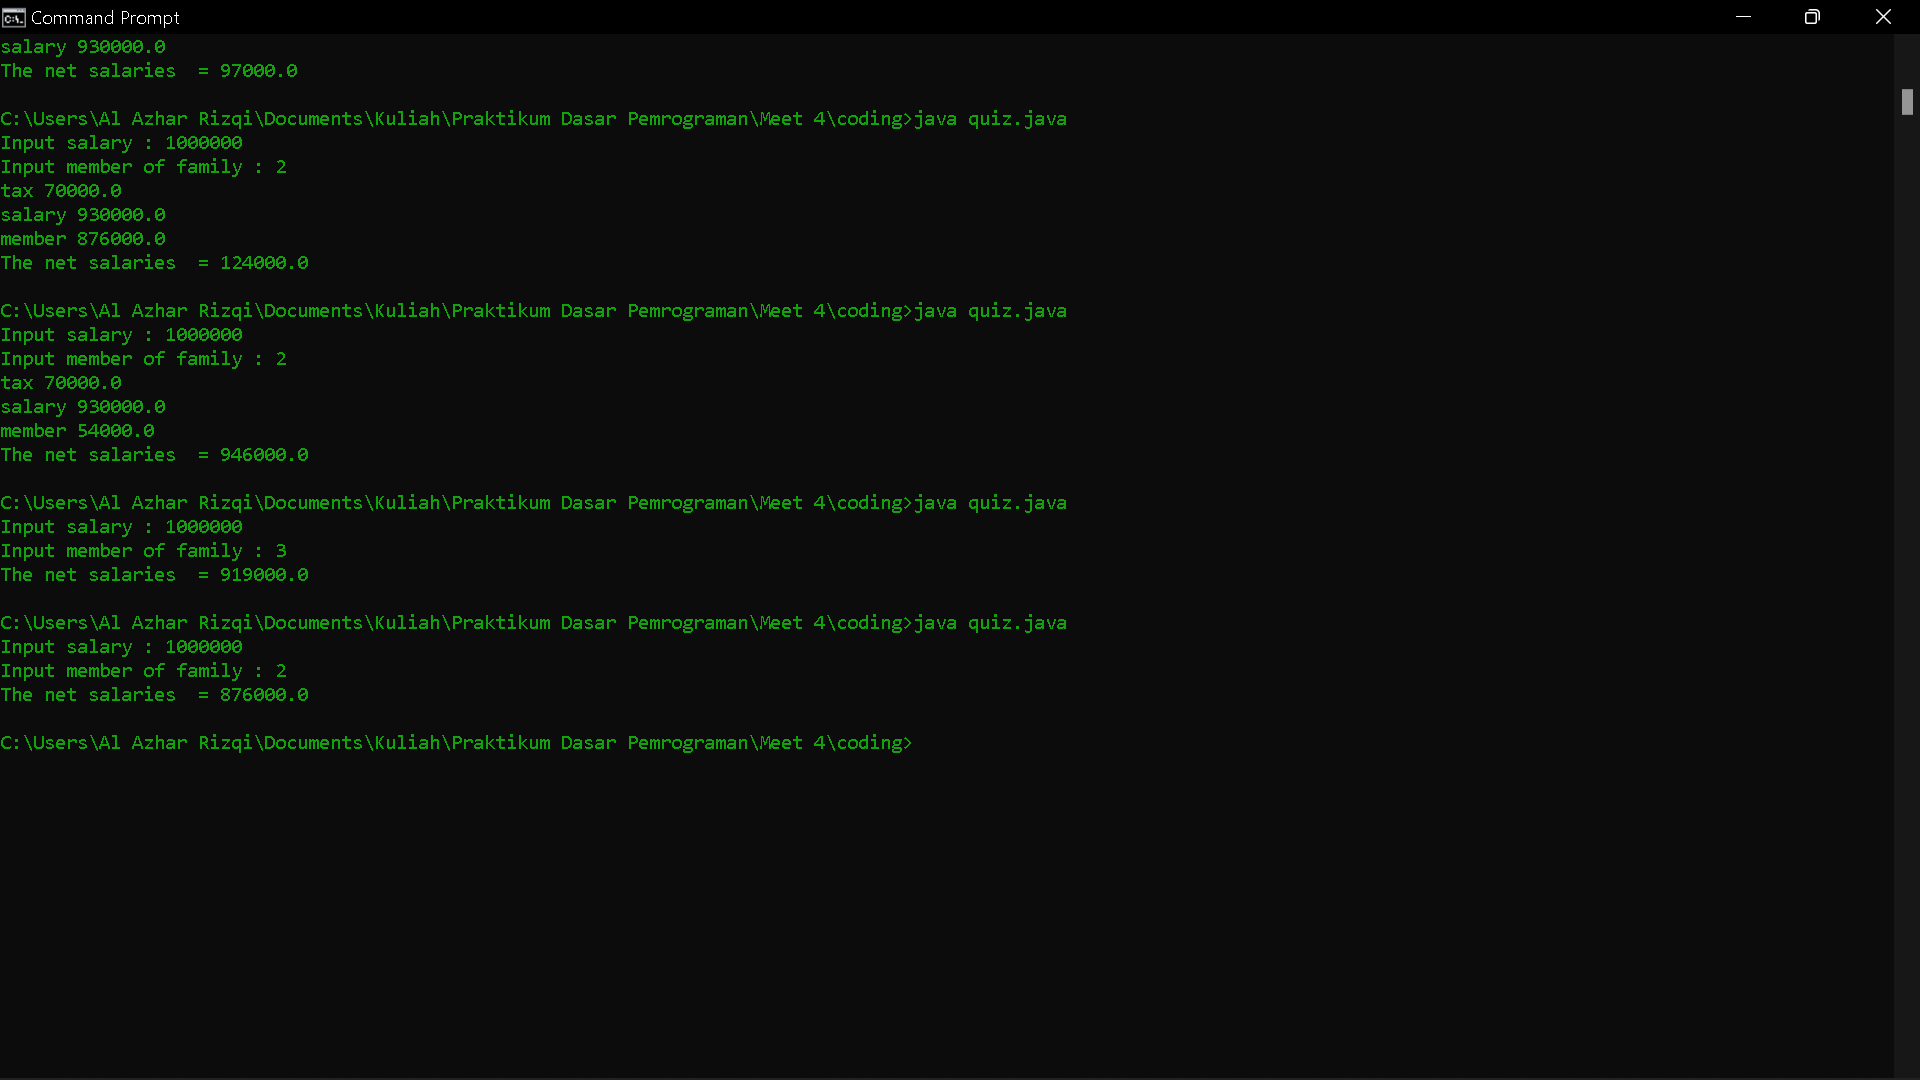 Command Prompt
salary 930000.0
The net salaries  = 97000.0
C:\Users\Al Azhar Rizqi\Documents\Kuliah\Praktikum Dasar Pemrograman\Meet 4\coding>java quiz.java
Input salary : 1000000
Input member of family : 2
tax 70000.0
salary 930000.0
member 876000.0
The net salaries  = 124000.0
C:\Users\Al Azhar Rizqi\Documents\Kuliah\Praktikum Dasar Pemrograman\Meet 4\coding>java quiz.java
Input salary : 1000000
Input member of family : 2
tax 70000.0
salary 930000.0
member 54000.0
The net salaries  = 946000.0
C:\Users\Al Azhar Rizqi\Documents\Kuliah\Praktikum Dasar Pemrograman\Meet 4\coding>java quiz.java
Input salary : 1000000
Input member of family : 3
The net salaries  = 919000.0
C:\Users\Al Azhar Rizqi\Documents\Kuliah\Praktikum Dasar Pemrograman\Meet 4\coding>java quiz.java
Input salary : 1000000
Input member of family : 2
The net salaries  = 876000.0
C:\Users\Al Azhar Rizqi\Documents\Kuliah\Praktikum Dasar Pemrograman\Meet 4\coding>